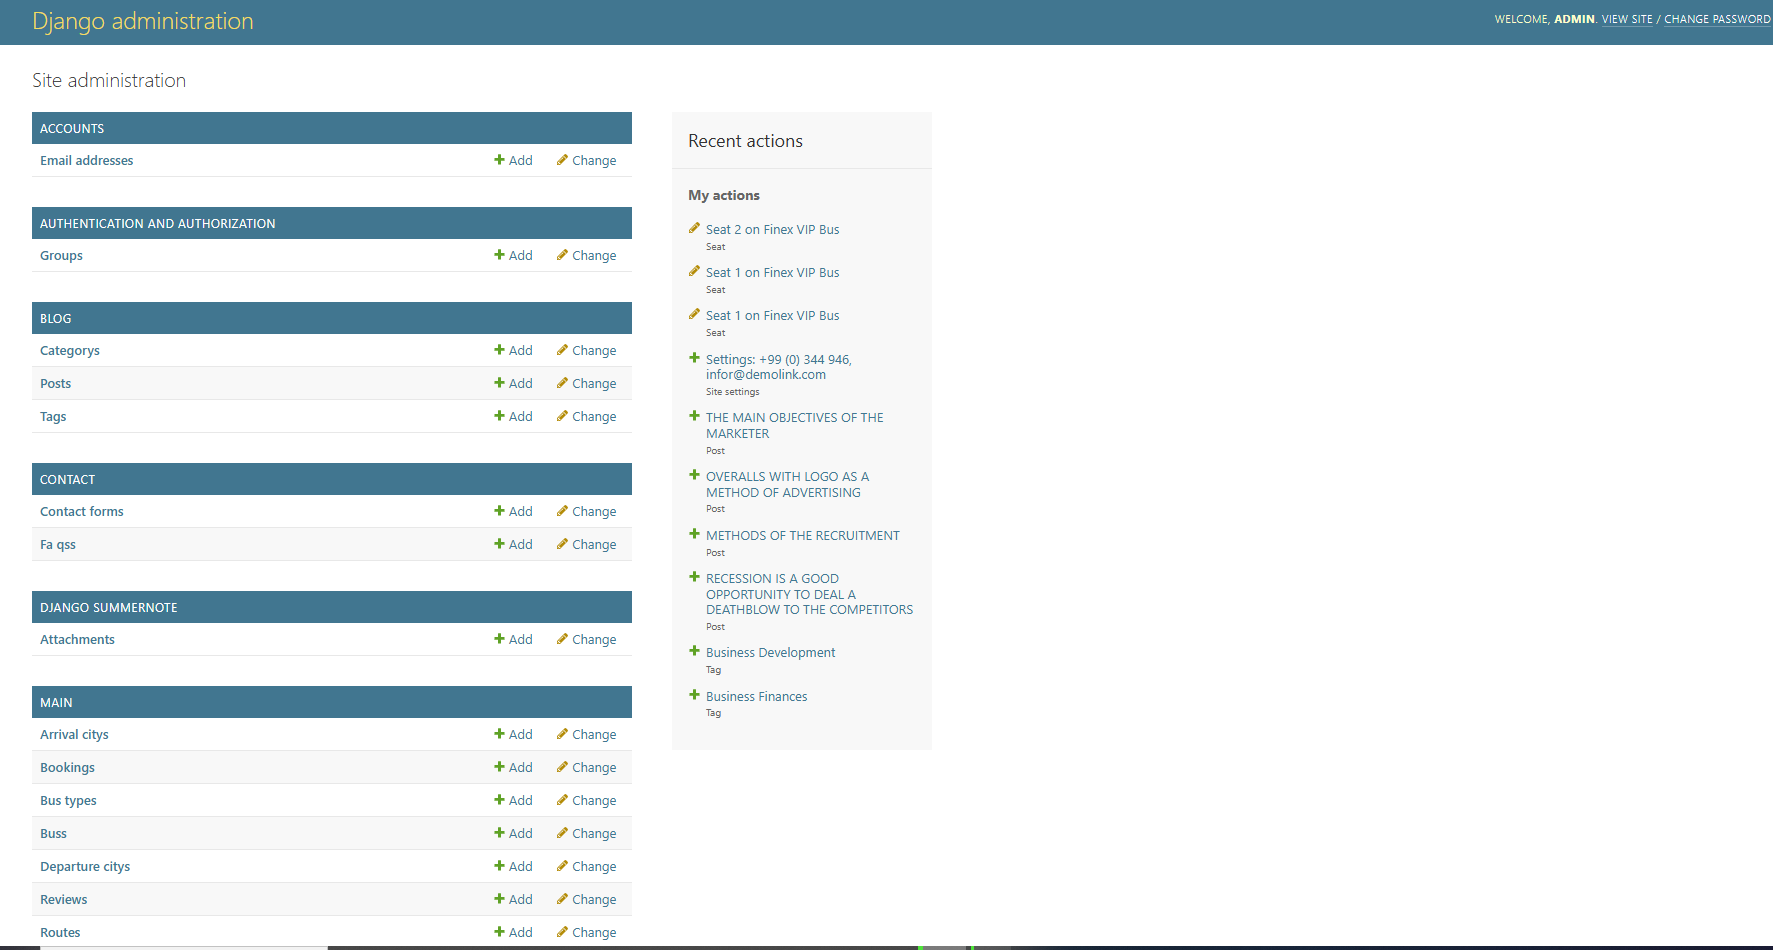 Django administration
WELCOME, ADMIN. VIEW SITE / CHANGE PASSWORD
Site administration
ACCOUNTS
Email addresses Add Change
AUTHENTICATION AND AUTHORIZATION
Groups Add Change
BLOG
Categorys Add Change
Posts Add Change
Tags Add Change
CONTACT
Contact forms Add Change
Fa qss Add Change
DJANGO SUMMERNOTE
Attachments Add Change
MAIN
Arrival citys Add Change
Bookings Add Change
Bus types Add Change
Buss Add Change
Departure citys Add Change
Reviews Add Change
Routes Add Change
Recent actions
My actions
Seat 2 on Finex VIP Bus
Seat
Seat 1 on Finex VIP Bus
Seat
Seat 1 on Finex VIP Bus
Seat
Settings: +99 (0) 344 946,
infor@demolink.com
Site settings
THE MAIN OBJECTIVES OF THE
MARKETER
Post
OVERALLS WITH LOGO AS A
METHOD OF ADVERTISING
Post
METHODS OF THE RECRUITMENT
Post
RECESSION IS A GOOD
OPPORTUNITY TO DEAL A
DEATHBLOW TO THE COMPETITORS
Post
Business Development
Tag
Business Finances
Tag